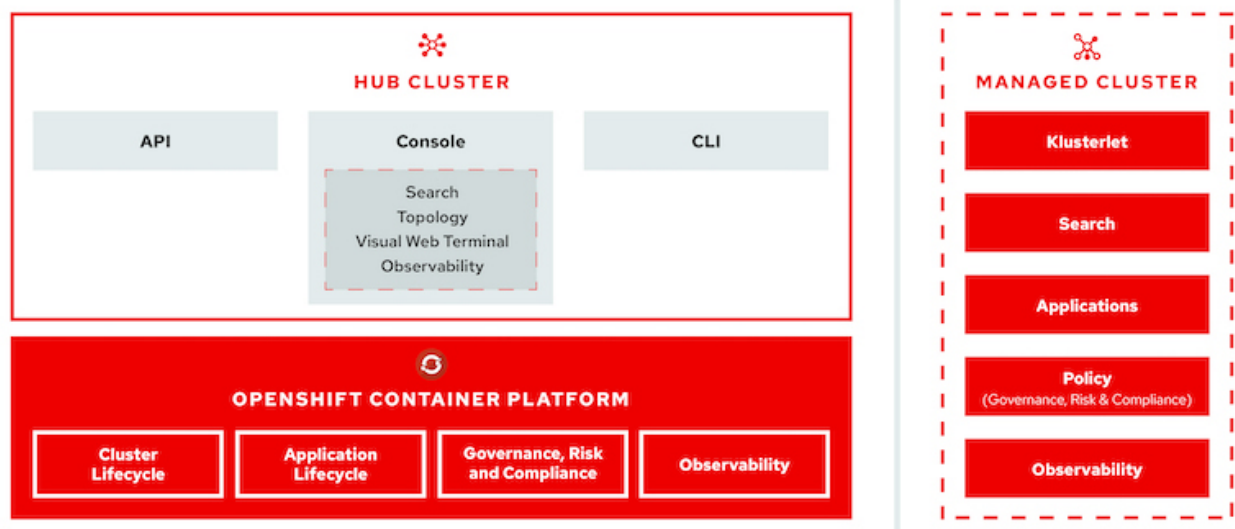 HUB CLUSTER
API
Console
Search
Topology
Visual Web Terminal
Observability
CLI
OPENSHIFT CONTAINER PLATFORM
Cluster
Lifecycle
Application
Lifecycle
Governance, Risk
and Compliance
Observability
MANAGED CLUSTER
Klusterlet
Search
Applications
Policy
(Governance, Risk & Compliance)
Observability